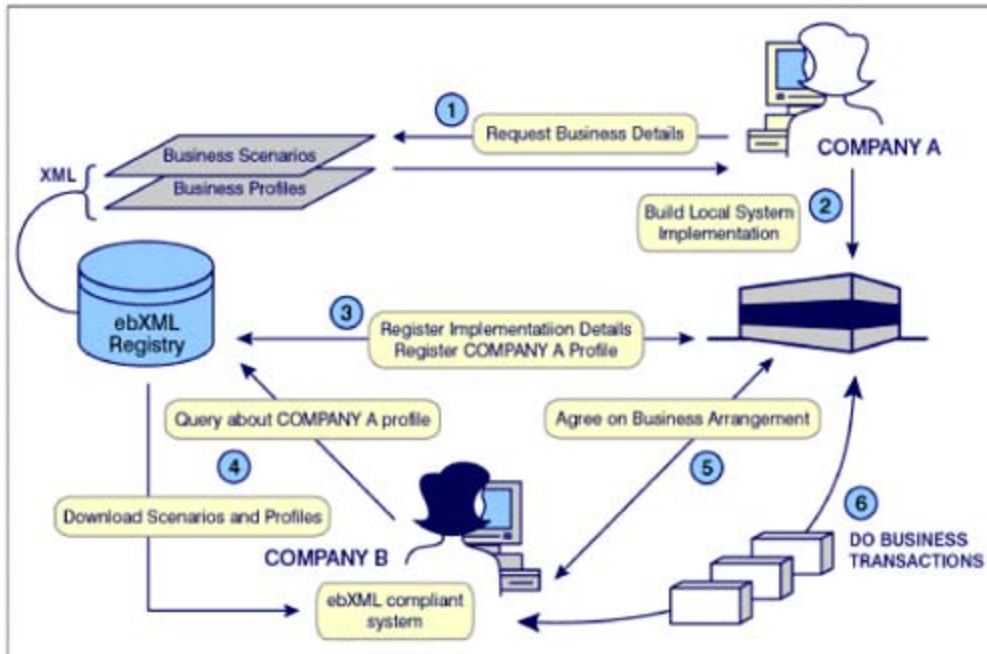 1
Request Business Details
COMPANY A
Business Scenarios
XML
Business Profiles
2
Build Local System
Implementation
ebXML
Registry
3
Register Implementatiion Details
Register COMPANY A Profile
Query about COMPANY A profile
Agree on Business Arrangement
4
5
Download Scenarios and Profiles
6
DO BUSINESS
TRANSACTIONS
COMPANY B
ebXML compliant
system